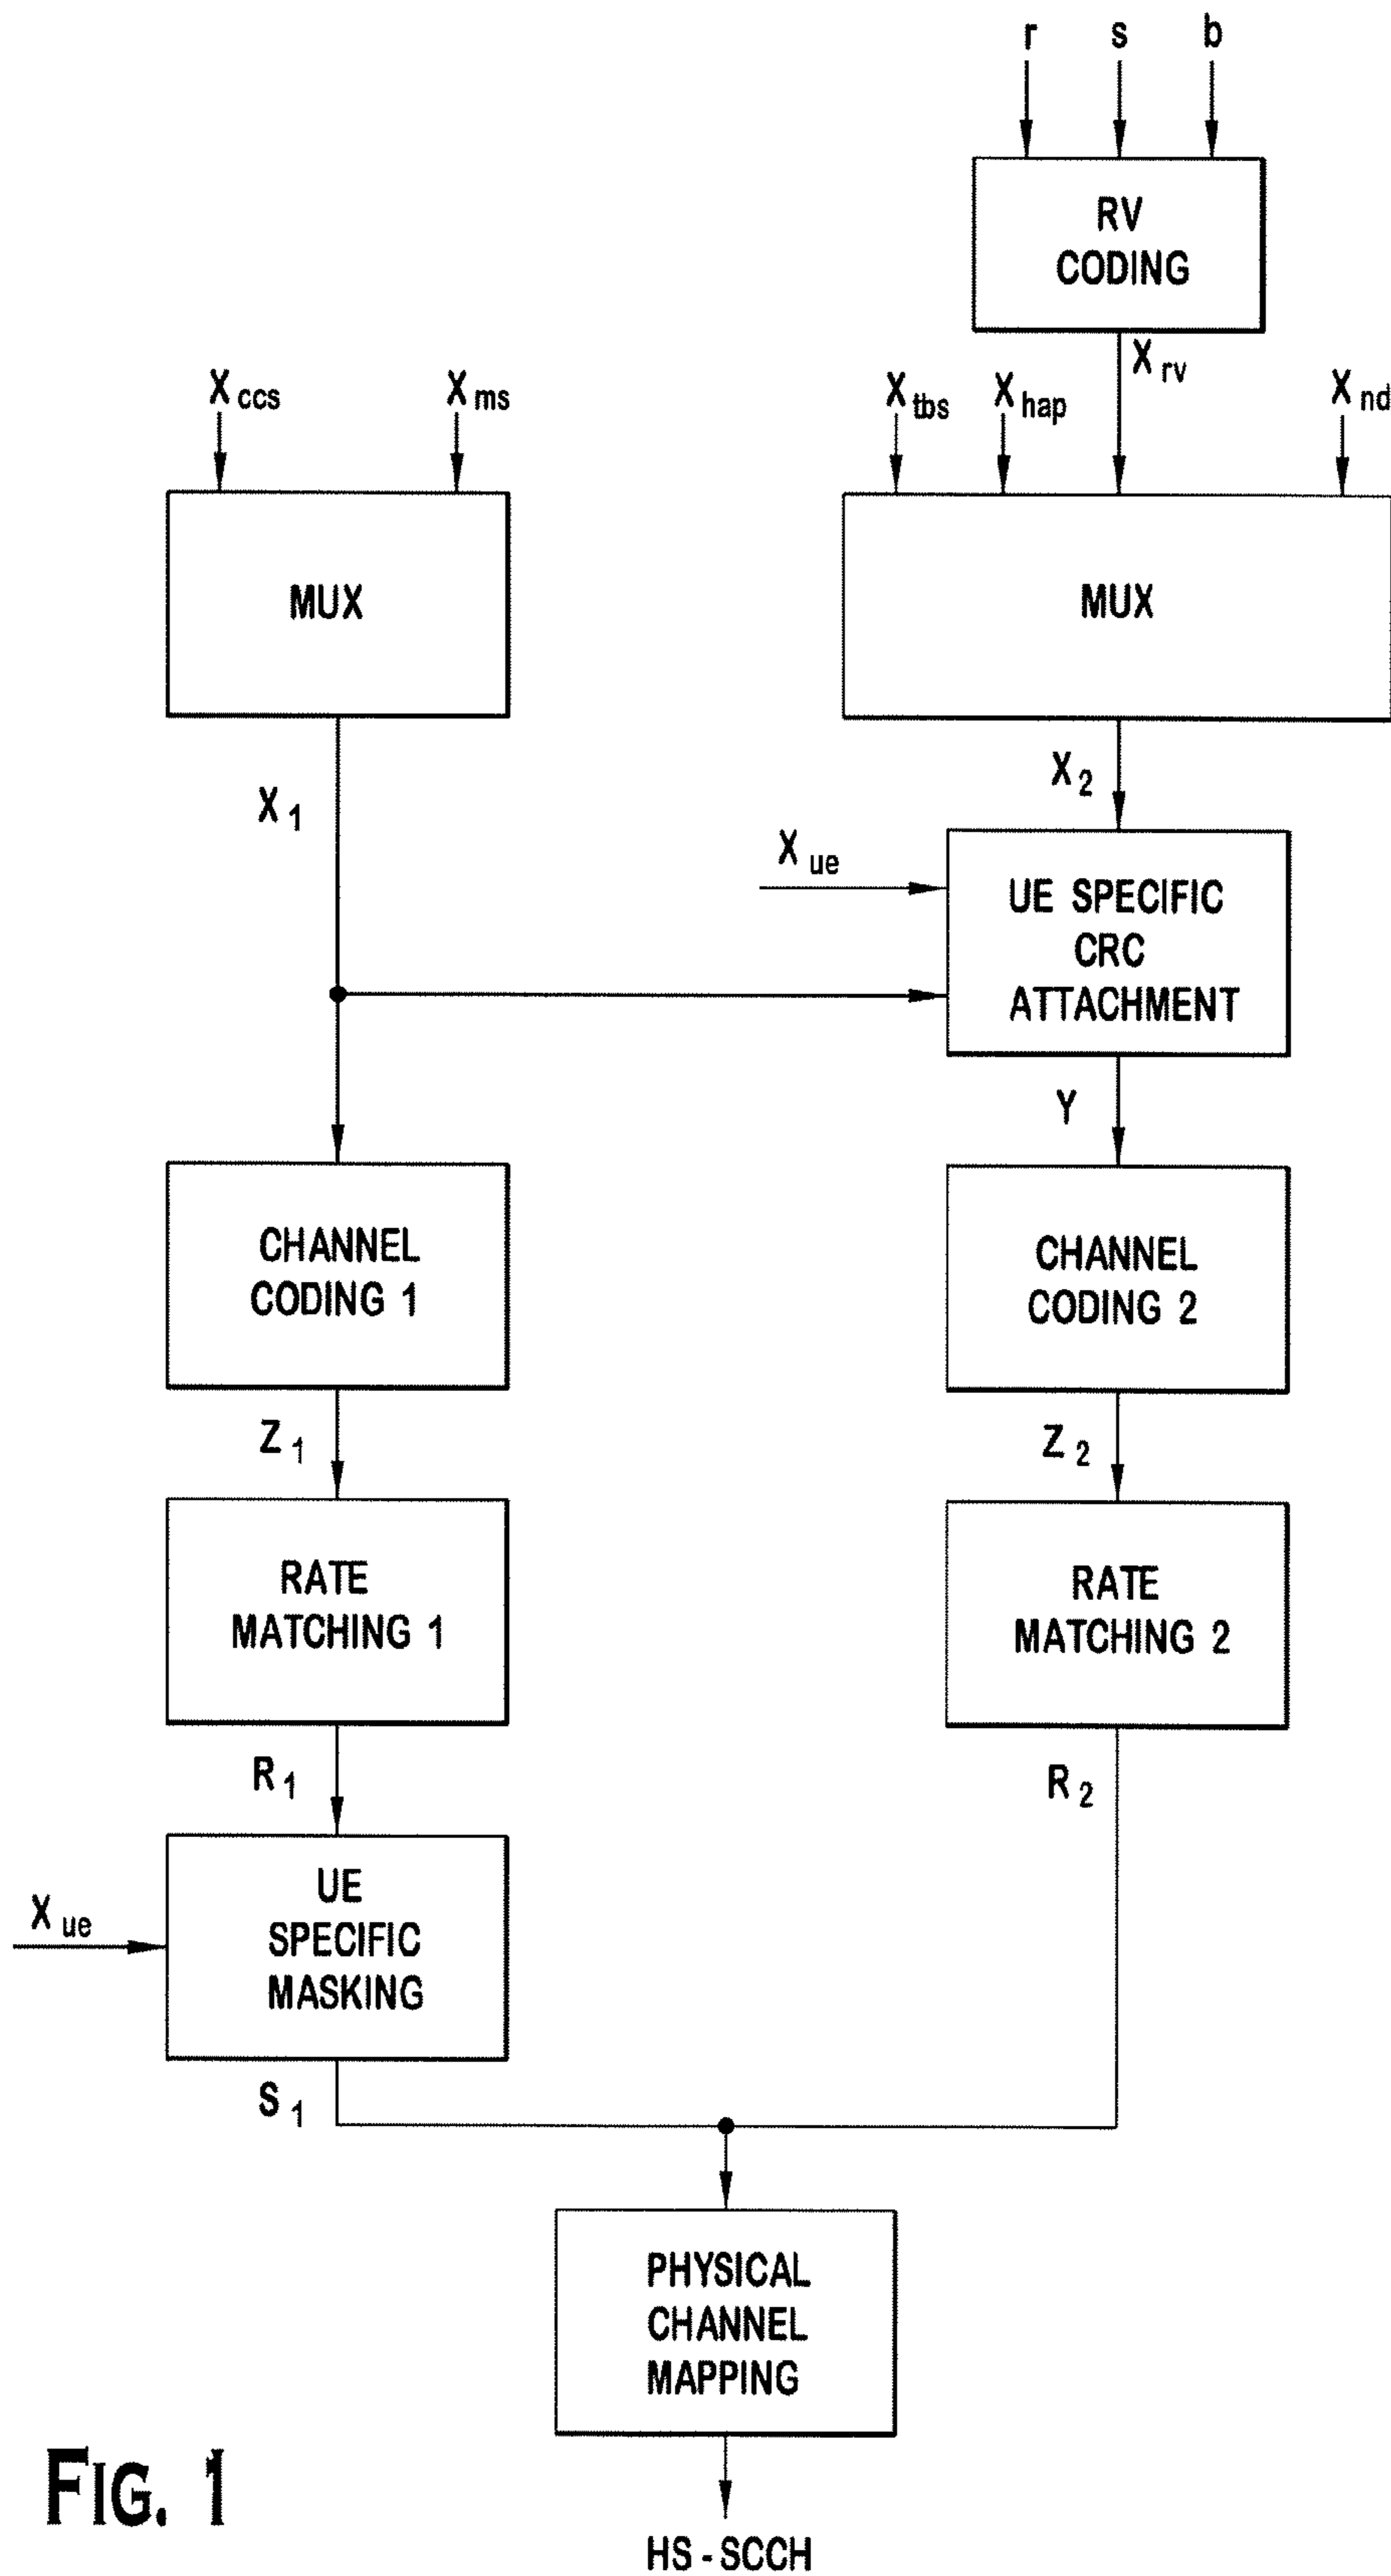 r s b
RV
CODING
X rv
X ccs X ms X tbs X hap X nd
MUX MUX
X 1
X 2
X ue
UE SPECIFIC
CRC
ATTACHMENT
Y
CHANNEL
CODING 1
CHANNEL
CODING 2
Z 1
Z 2
RATE
MATCHING 1
RATE
MATCHING 2
R 1
R 2
X ue
UE
SPECIFIC
MASKING
S 1
PHYSICAL
CHANNEL
MAPPING
FIG. 1
HS - SCCH